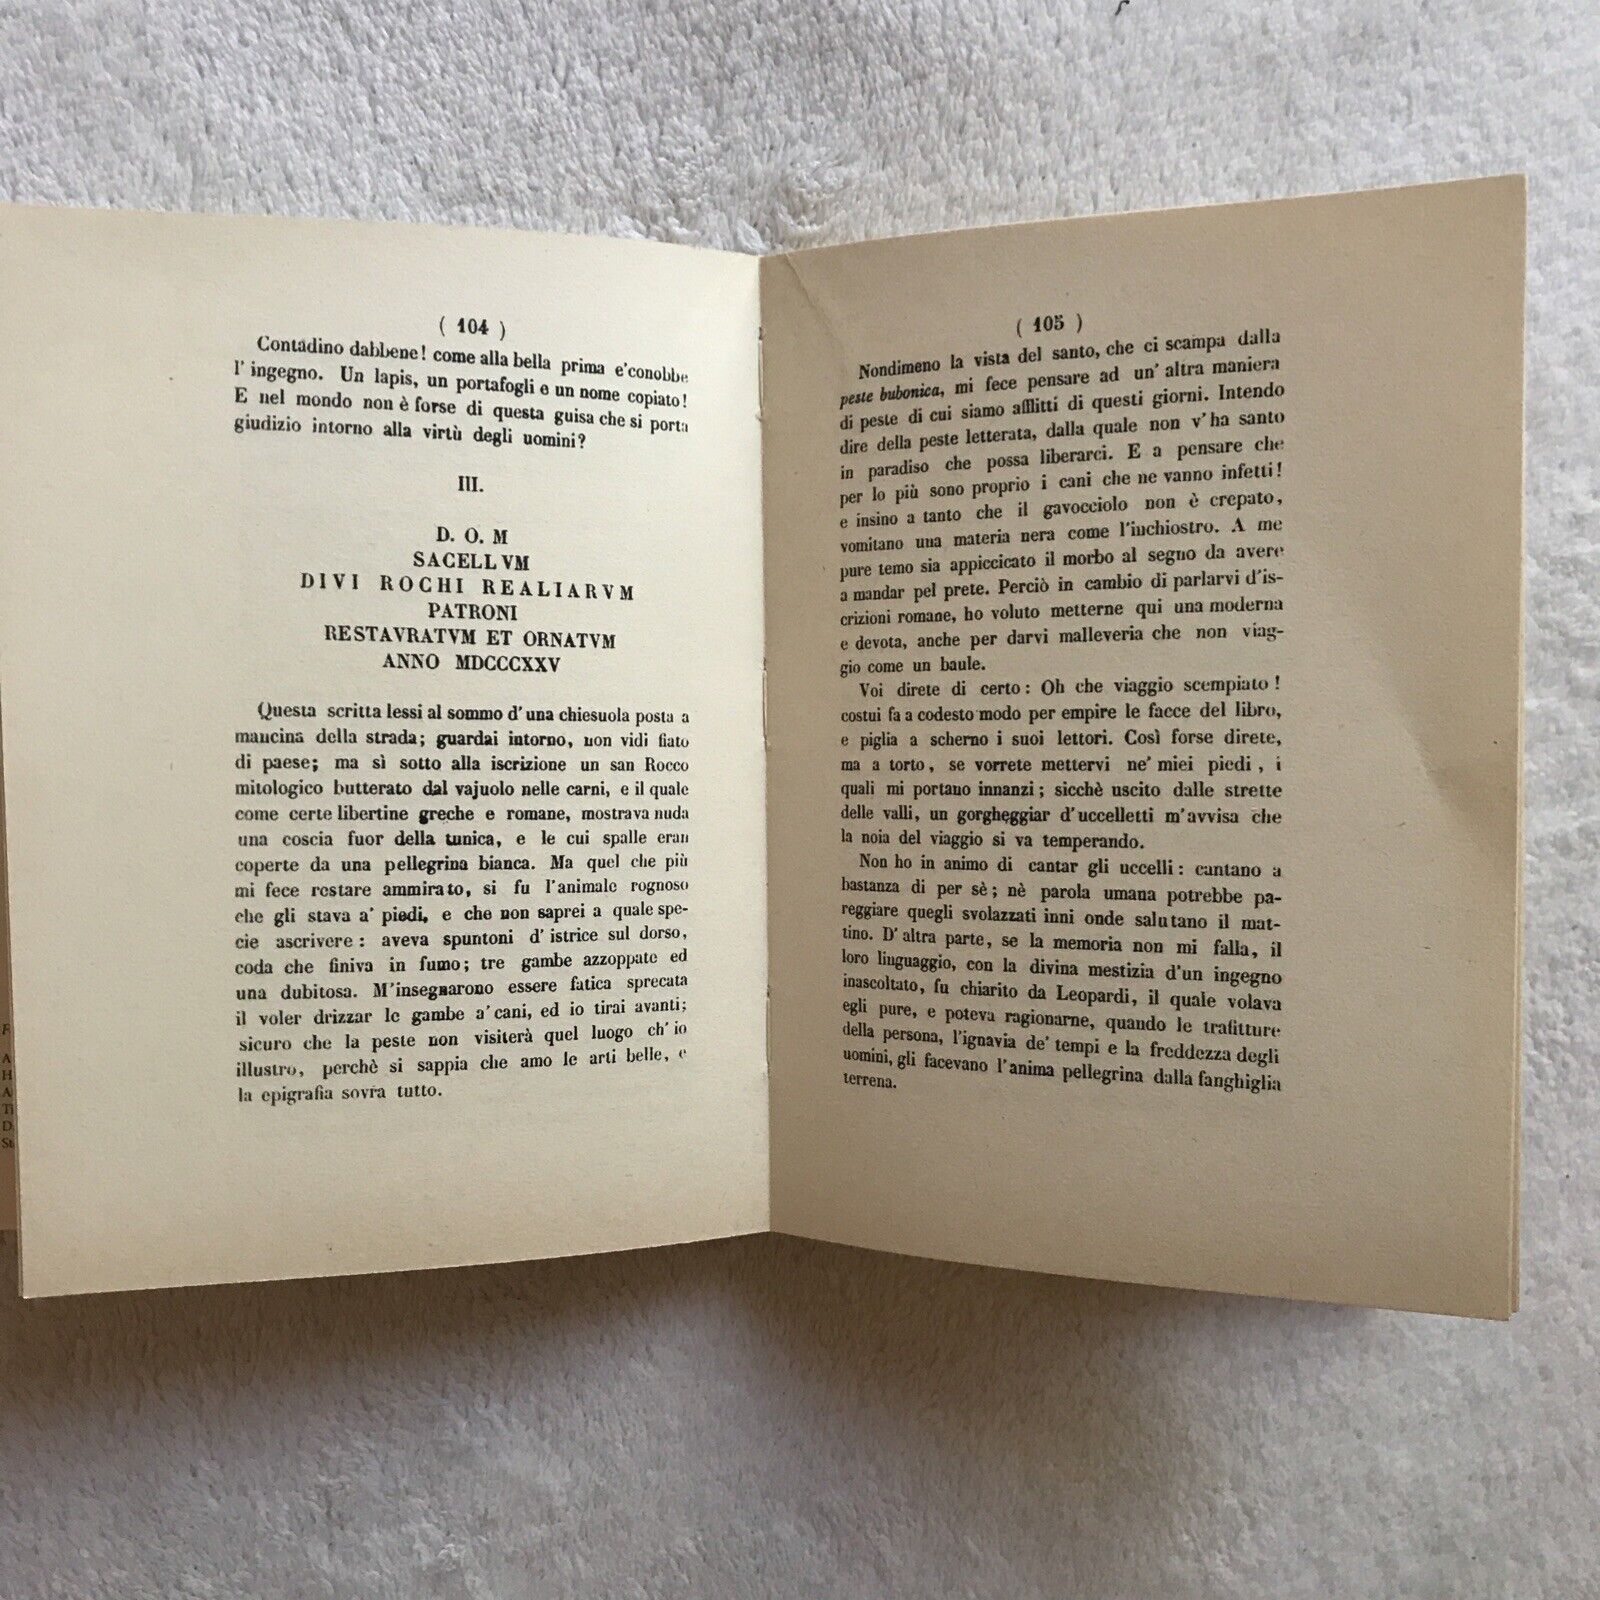 ( 104 )
Contadino dabbene! come alla bella prima e'conobbe
l'ingegno. Un lapis, un portafogli e un nome copiato!
E nel mondo non è forse di questa guisa che si porta
giudizio intorno alla virtù degli uomini?
III.
D. O. M
SACELLVM
DIVI ROCHI REALIARVM
PATRONI
RESTAVRATVM ET ORNATVM
ANNO MDCCCXXV
Questa scritta lessi al sommo d'una chiesuola posta a
mancina della strada; guardai intorno, non vidi fiato
di paese; ma sì sotto alla iscrizione un san Rocco
mitologico butterato dal vajuolo nelle carni, e il quale
come certe libertine greche e romane, mostrava nuda
una coscia fuor della tunica, e le cui spalle eran
coperte da una pellegrina bianca. Ma quel che più
mi fece restare ammirato, si fu l'animale rognoso
che gli stava a' piedi, e che non saprei a quale spe-
cie ascrivere: aveva spuntoni d'istrice sul dorso,
coda che finiva in fumo; tre gambe azzoppate ed
una dubitosa. M'insegnarono essere fatica sprecata
il voler drizzar le gambe a'cani, ed io tirai avanti;
sicuro che la peste non visiterà quel luogo ch'io
illustro, perchè si sappia che amo le arti belle, e
la epigrafia sovra tutto.
( 105 )
Nondimeno la vista del santo, che ci scampa dalla
peste bubonica, mi fece pensare ad un'altra maniera
di peste di cui siamo afflitti di questi giorni. Intendo
dire della peste letterata, dalla quale non v'ha santo
in paradiso che possa liberarci. E a pensare che
per lo più sono proprio i cani che ne vanno infetti!
e insino a tanto che il gavocciolo non è crepato,
vomitano una materia nera come l'inchiostro. A me
pure temo sia appiccicato il morbo al segno da avere
a mandar pel prete. Perciò in cambio di parlarvi d'is-
crizioni romane, ho voluto metterne qui una moderna
e devota, anche per darvi malleveria che non viag-
gio come un baule.
Voi direte di certo: Oh che viaggio scempiato!
costui fa a codesto modo per empire le facce del libro,
e piglia a scherno i suoi lettori. Così forse direte,
ma a torto, se vorrete mettervi ne' miei piedi, i
quali mi portano innanzi; sicchè uscito dalle strette
delle valli, un gorgheggiar d'uccelletti m'avvisa che
la noia del viaggio si va temperando.
Non ho in animo di cantar gli uccelli: cantano a
bastanza di per sè; nè parola umana potrebbe pa-
reggiare quegli svolazzati inni onde salutano il mat-
tino. D'altra parte, se la memoria non mi falla, il
loro linguaggio, con la divina mestizia d'un ingegno
inascoltato, fu chiarito da Leopardi, il quale volava
egli pure, e poteva ragionarne, quando le trafitture
della persona, l'ignavia de' tempi e la freddezza degli
uomini, gli facevano l'anima pellegrina dalla fanghiglia
terrena.